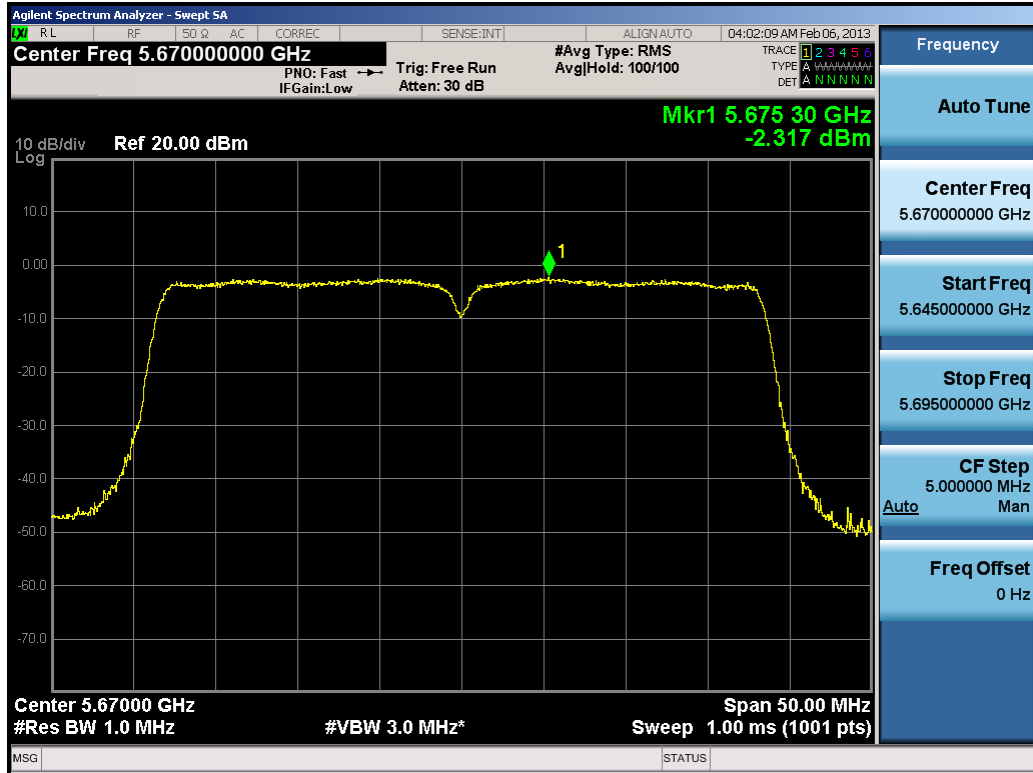 Agilent Spectrum Analyzer - Swept SA
LXI RL RF 50 Ω AC CORREC SENSE:INT ALIGN AUTO 04:02:09 AM Feb 06, 2013
Center Freq 5.670000000 GHz
PNO: Fast
IFGain:Low
Trig: Free Run
Atten: 30 dB
#Avg Type: RMS
Avg|Hold: 100/100
TRACE 1 2 3 4 5 6
TYPE A WWWWW
DET A N N N N N
Mkr1 5.675 30 GHz
-2.317 dBm
10 dB/div Ref 20.00 dBm
Log
10.0
0.00
-10.0
-20.0
-30.0
-40.0
-50.0
-60.0
-70.0
1
Center 5.67000 GHz Span 50.00 MHz
#Res BW 1.0 MHz #VBW 3.0 MHz* Sweep 1.00 ms (1001 pts)
MSG STATUS
Frequency
Auto Tune
Center Freq
5.670000000 GHz
Start Freq
5.645000000 GHz
Stop Freq
5.695000000 GHz
CF Step
5.000000 MHz
Auto Man
Freq Offset
0 Hz